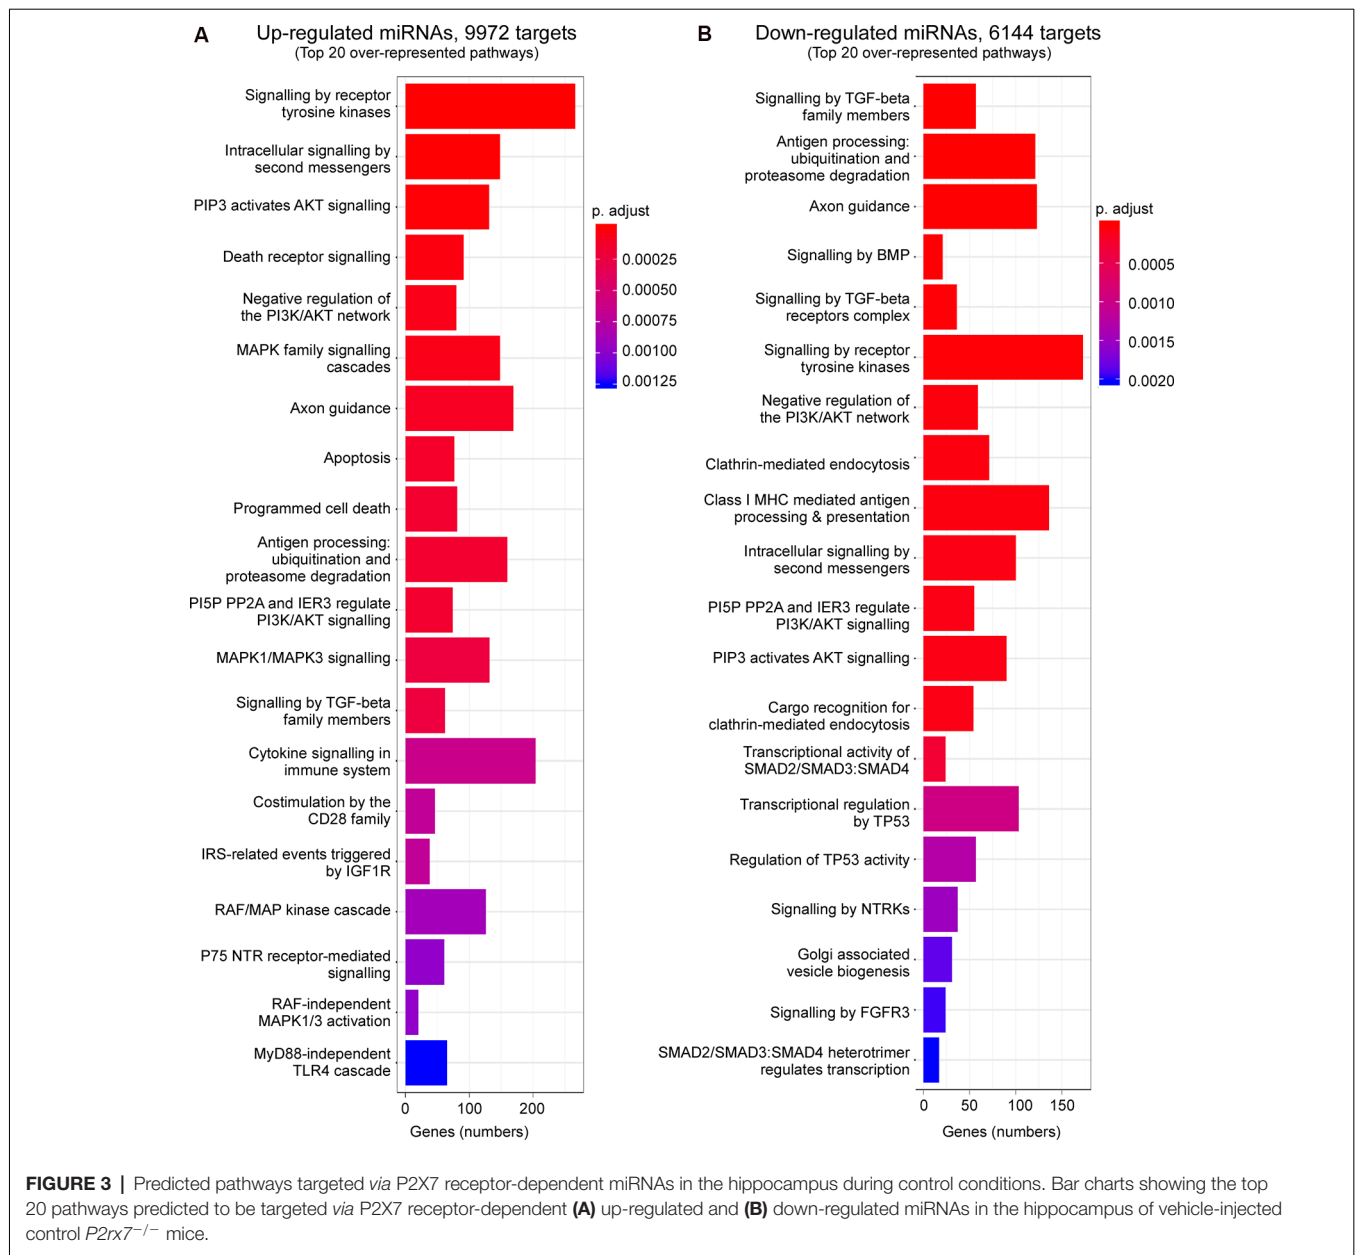 A
Up-regulated miRNAs, 9972 targets
(Top 20 over-represented pathways)
Signalling by receptor
tyrosine kinases
Intracellular signalling by
second messengers
PIP3 activates AKT signalling
Death receptor signalling
Negative regulation of
the PI3K/AKT network
MAPK family signalling
cascades
Axon guidance
Apoptosis
Programmed cell death
Antigen processing:
ubiquitination and
proteasome degradation
PI5P PP2A and IER3 regulate
PI3K/AKT signalling
MAPK1/MAPK3 signalling
Signalling by TGF-beta
family members
Cytokine signalling in
immune system
Costimulation by the
CD28 family
IRS-related events triggered
by IGF1R
RAF/MAP kinase cascade
P75 NTR receptor-mediated
signalling
RAF-independent
MAPK1/3 activation
MyD88-independent
TLR4 cascade
0 100 200
Genes (numbers)
p. adjust
0.00025
0.00050
0.00075
0.00100
0.00125
B
Down-regulated miRNAs, 6144 targets
(Top 20 over-represented pathways)
Signalling by TGF-beta
family members
Antigen processing:
ubiquitination and
proteasome degradation
Axon guidance
Signalling by BMP
Signalling by TGF-beta
receptors complex
Signalling by receptor
tyrosine kinases
Negative regulation of
the PI3K/AKT network
Clathrin-mediated endocytosis
Class I MHC mediated antigen
processing & presentation
Intracellular signalling by
second messengers
PI5P PP2A and IER3 regulate
PI3K/AKT signalling
PIP3 activates AKT signalling
Cargo recognition for
clathrin-mediated endocytosis
Transcriptional activity of
SMAD2/SMAD3:SMAD4
Transcriptional regulation
by TP53
Regulation of TP53 activity
Signalling by NTRKs
Golgi associated
vesicle biogenesis
Signalling by FGFR3
SMAD2/SMAD3:SMAD4 heterotrimer
regulates transcription
0 50 100 150
Genes (numbers)
p. adjust
0.0005
0.0010
0.0015
0.0020
FIGURE 3 | Predicted pathways targeted via P2X7 receptor-dependent miRNAs in the hippocampus during control conditions. Bar charts showing the top
20 pathways predicted to be targeted via P2X7 receptor-dependent (A) up-regulated and (B) down-regulated miRNAs in the hippocampus of vehicle-injected
control P2rx7−/− mice.